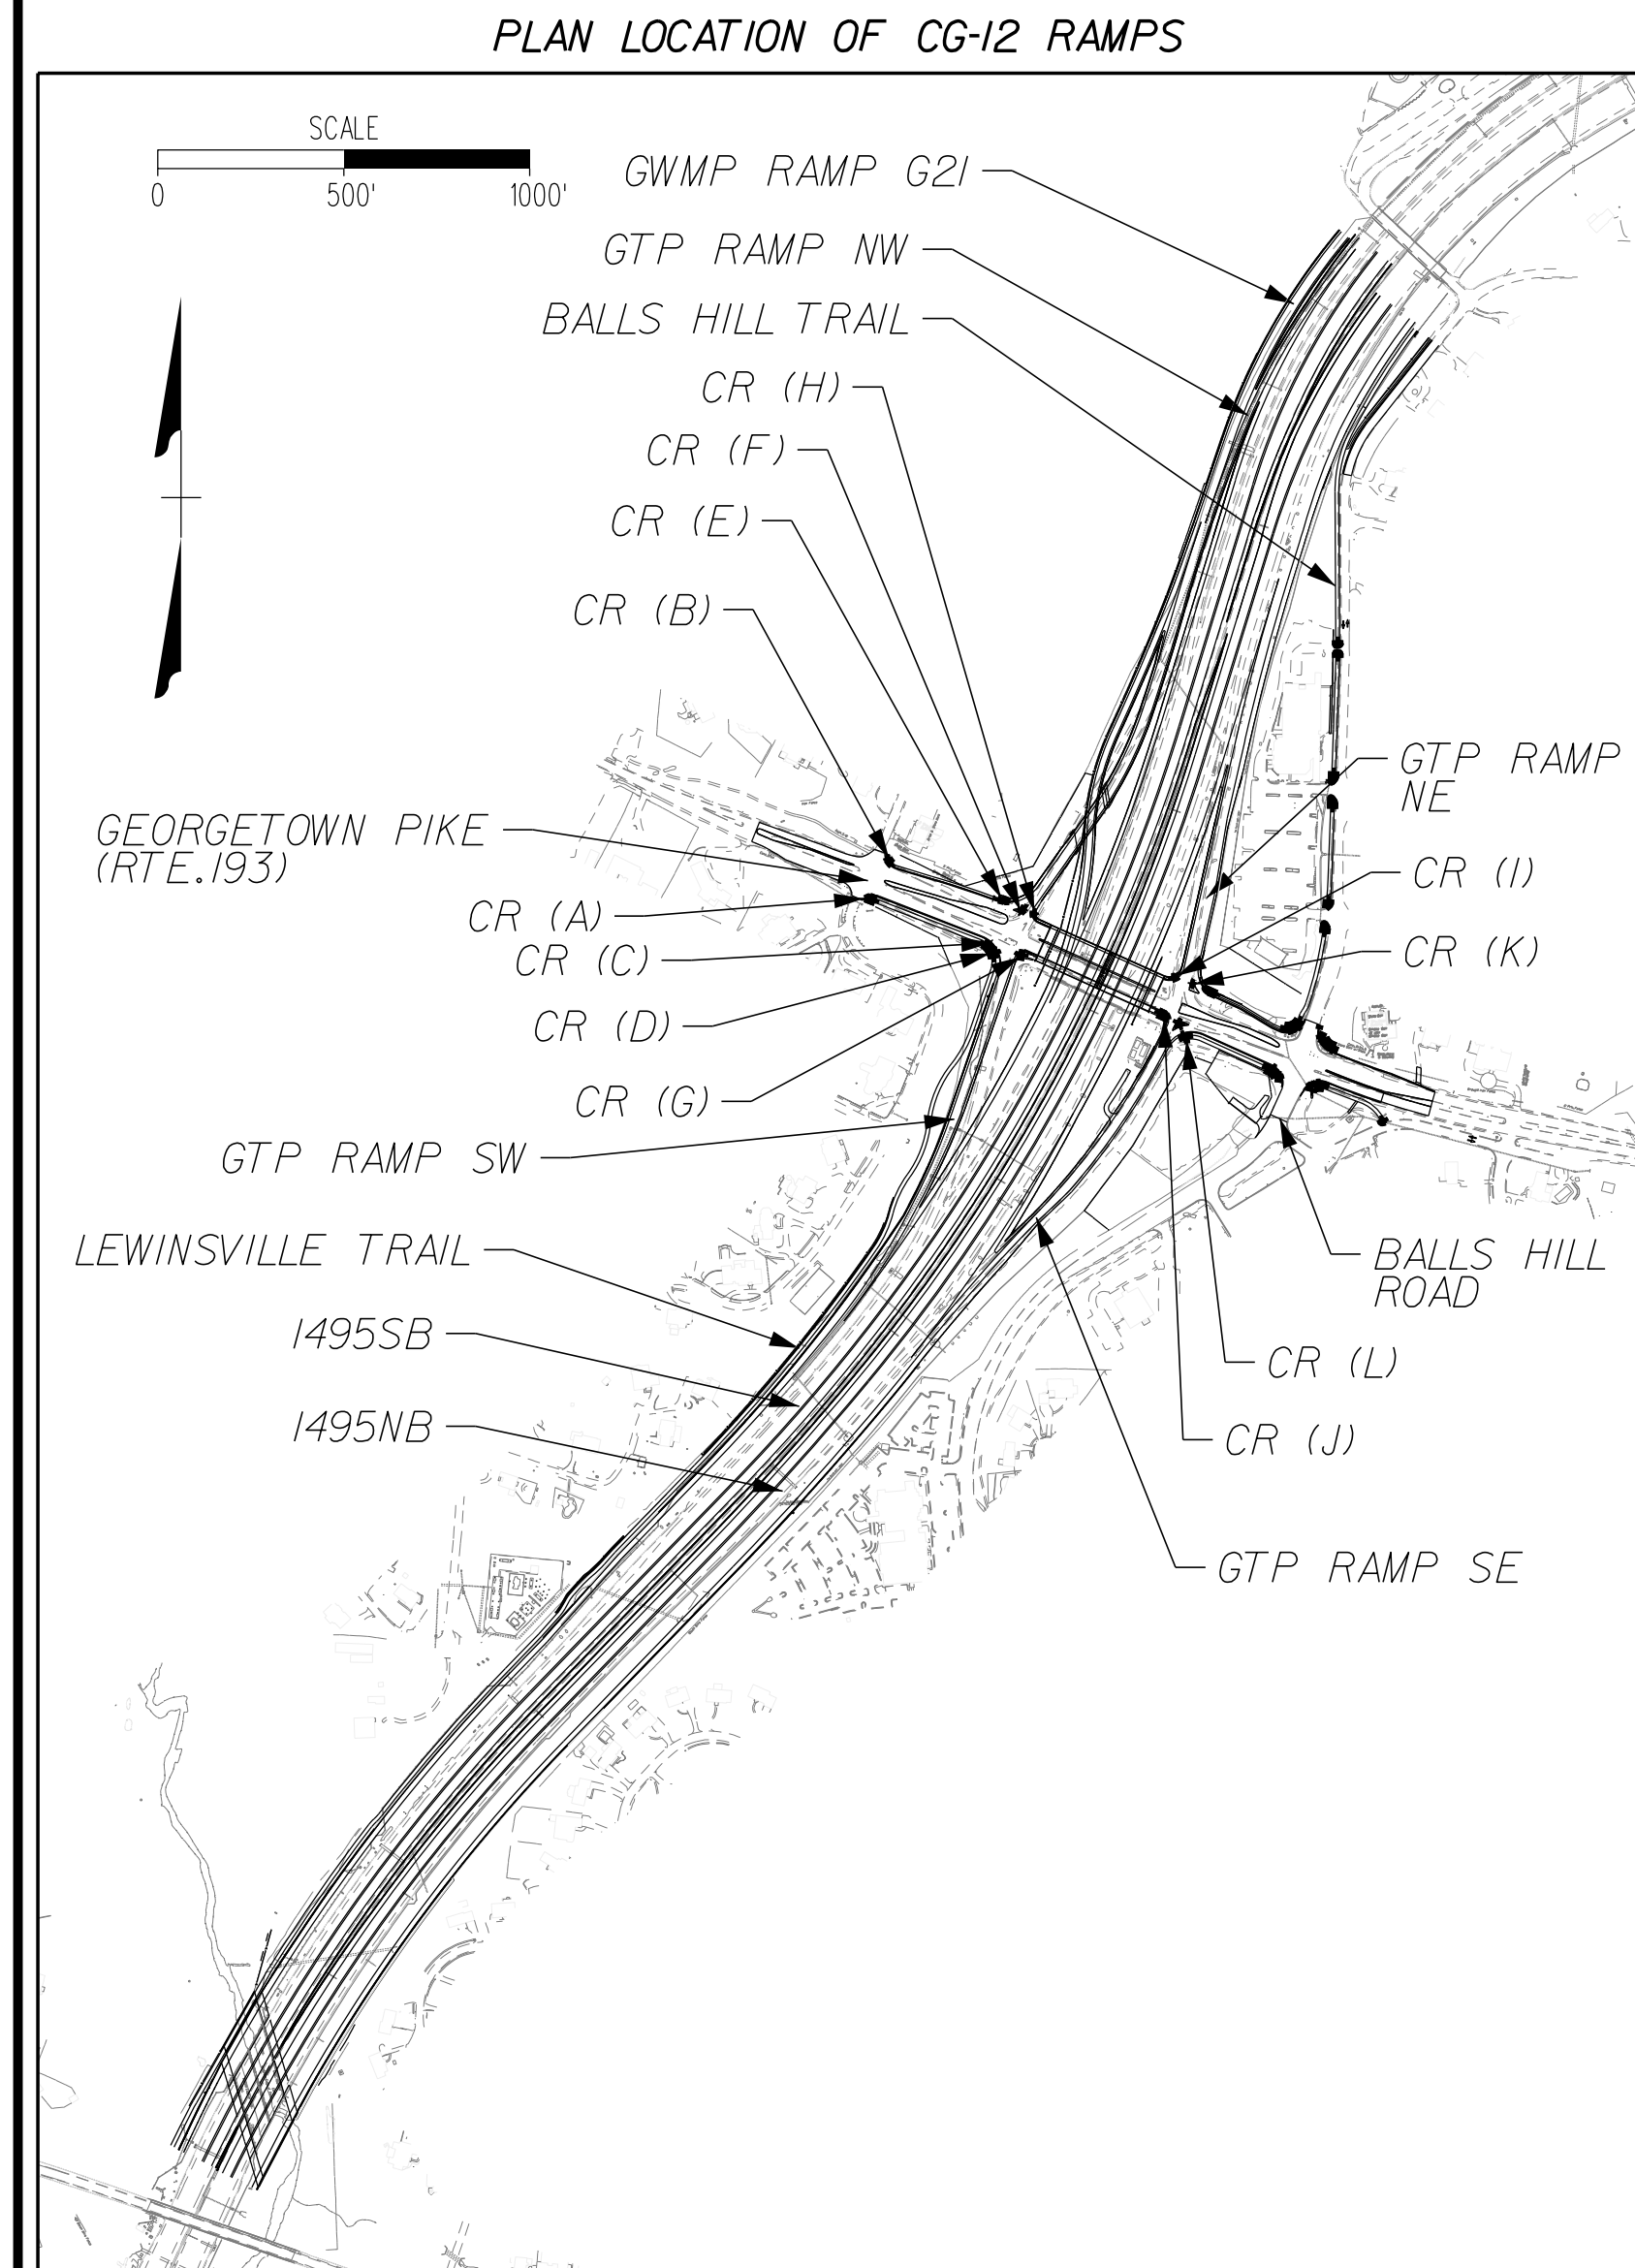 PLAN LOCATION OF CG-12 RAMPS
SCALE
0 500' 1000'
GWMP RAMP G21
GTP RAMP NW
BALLS HILL TRAIL
CR (H)
CR (F)
CR (E)
CR (B)
GTP RAMP
NE
GEORGETOWN PIKE
(RTE.193)
CR (I)
CR (A)
CR (K)
CR (C)
CR (D)
CR (G)
GTP RAMP SW
LEWINSVILLE TRAIL
BALLS HILL
ROAD
I495SB
CR (L)
I495NB
CR (J)
GTP RAMP SE